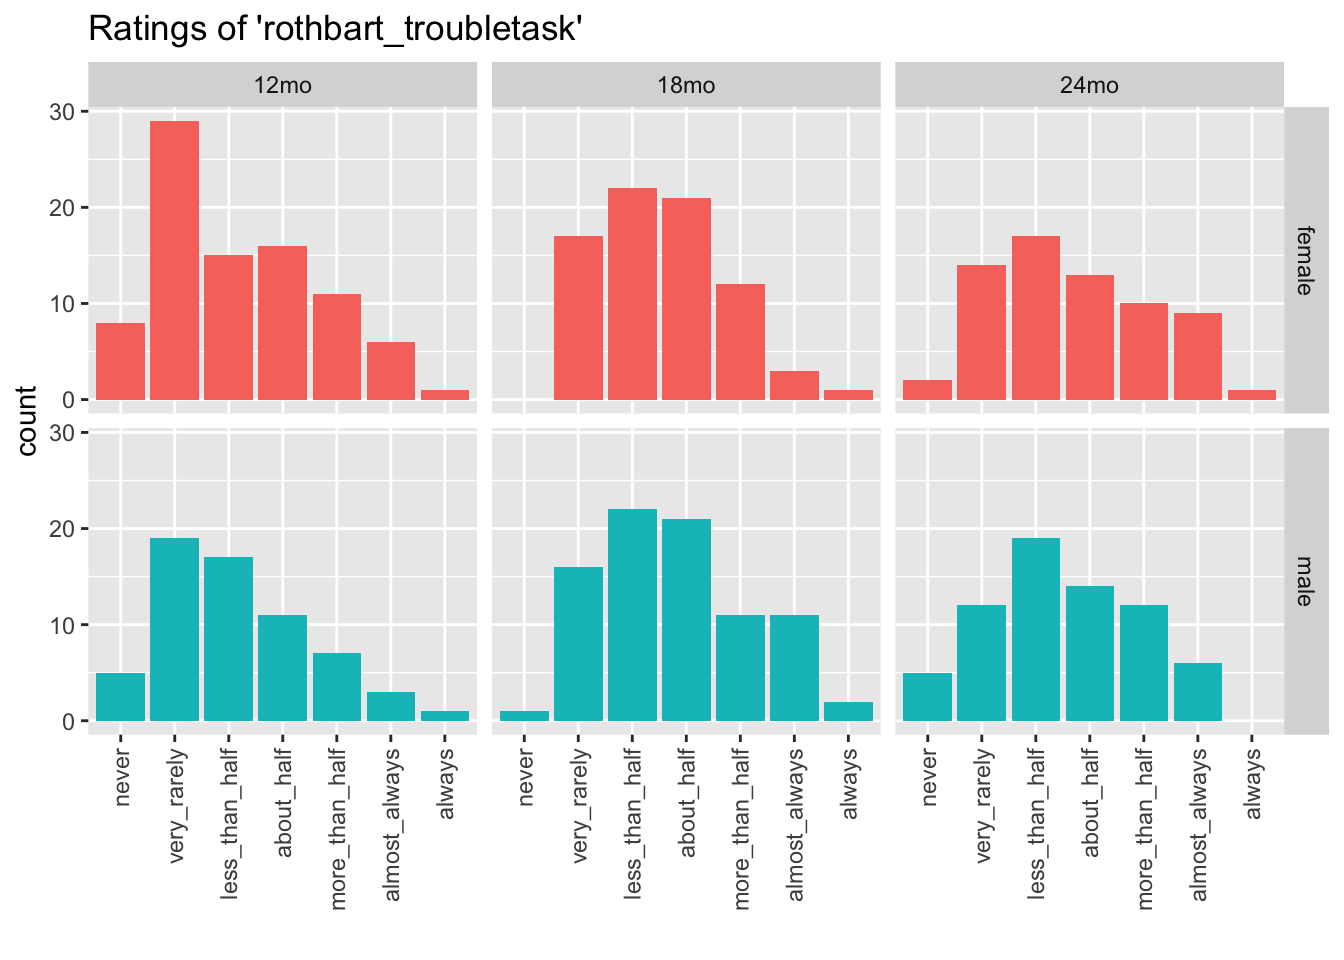 Ratings of 'rothbart_troubletask'
12mo 18mo 24mo
30
20
10
0
female
count
30
20
10
0
male
never very_rarely less_than_half about_half more_than_half almost_always always never very_rarely less_than_half about_half more_than_half almost_always always never very_rarely less_than_half about_half more_than_half almost_always always